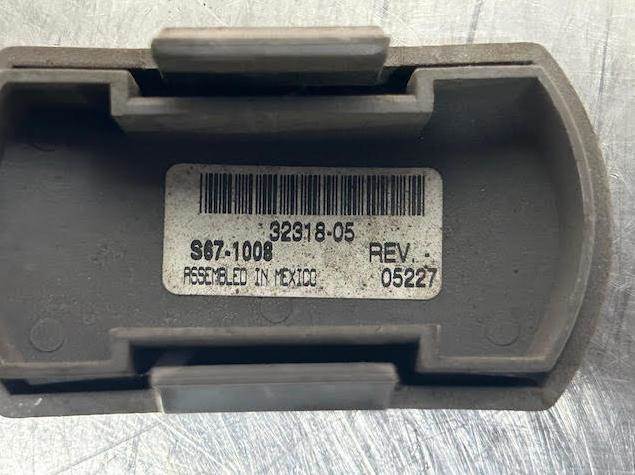 32318-05
S67-1008 REV. -
ASSEMBLED IN MEXICO 05227